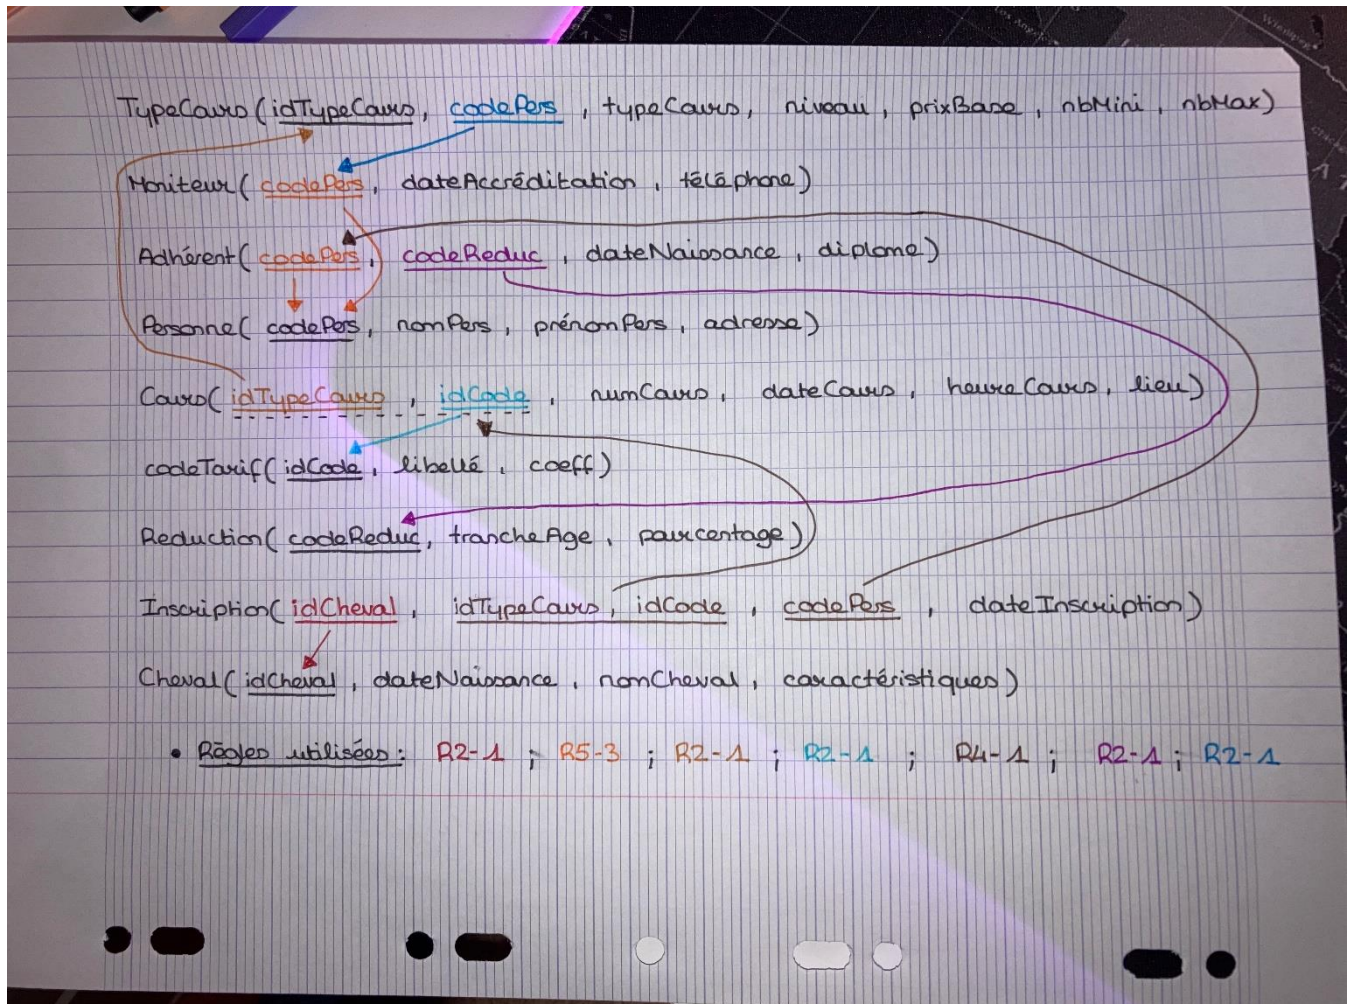 TypeCours(idTypeCours, codePers, typeCours, niveau, prixBase, nbMini, nbMax)
Moniteur(codePers, dateAccréditation, téléphone)
Adhérent(codePers, codeReduc, dateNaissance, diplome)
Personne(codePers, nomPers, prénomPers, adresse)
Cours(idTypeCours, idCode, numCours, dateCours, heureCours, lieu)
codeTarif(idCode, libellé, coeff)
Reduction(codeReduc, trancheAge, pourcentage)
Inscription(idCheval, idTypeCours, idCode, codePers, dateInscription)
Cheval(idCheval, dateNaissance, nomCheval, caractéristiques)
• Règles utilisées: R2-1 ; R5-3 ; R2-1 ; R2-1 ; R4-1 ; R2-1 ; R2-1